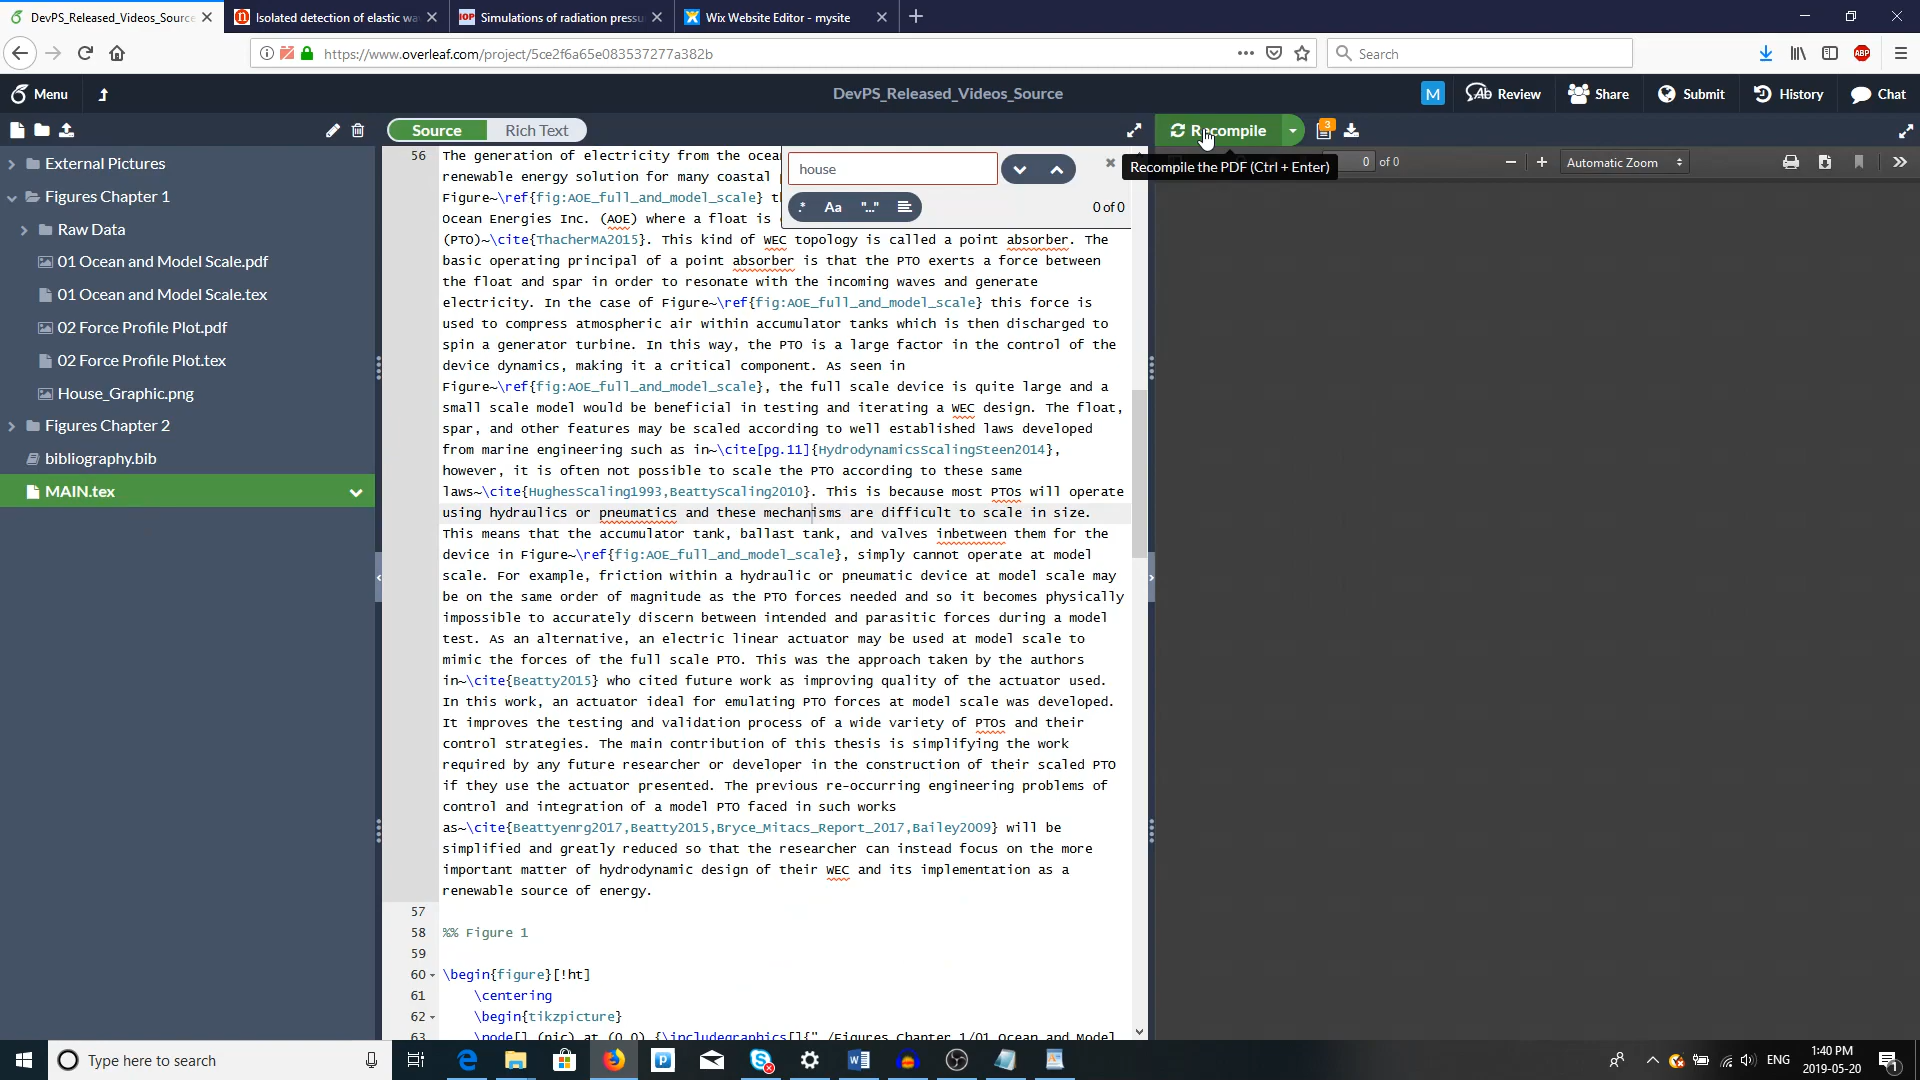 DevPS_Released_Videos_Source
Isolated detection of elastic wa
IOP Simulations of radiation pressu
Wix Website Editor - mysite
https://www.overleaf.com/project/5ce2f6a65e083537277a382b
Search
ABP
Menu
DevPS_Released_Videos_Source
M
Review
Share
Submit
History
Chat
Source
Rich Text
Recompile
3
Recompile the PDF (Ctrl + Enter)
0 of 0
Automatic Zoom
External Pictures
Figures Chapter 1
Raw Data
01 Ocean and Model Scale.pdf
01 Ocean and Model Scale.tex
02 Force Profile Plot.pdf
02 Force Profile Plot.tex
House_Graphic.png
Figures Chapter 2
bibliography.bib
MAIN.tex
house
.* Aa "..."
0 of 0
56 The generation of electricity from the ocea
renewable energy solution for many coastal
Figure~\ref{fig:AOE_full_and_model_scale} t
Ocean Energies Inc. (AOE) where a float is
(PTO)~\cite{ThacherMA2015}. This kind of WEC topology is called a point absorber. The
basic operating principal of a point absorber is that the PTO exerts a force between
the float and spar in order to resonate with the incoming waves and generate
electricity. In the case of Figure~\ref{fig:AOE_full_and_model_scale} this force is
used to compress atmospheric air within accumulator tanks which is then discharged to
spin a generator turbine. In this way, the PTO is a large factor in the control of the
device dynamics, making it a critical component. As seen in
Figure~\ref{fig:AOE_full_and_model_scale}, the full scale device is quite large and a
small scale model would be beneficial in testing and iterating a WEC design. The float,
spar, and other features may be scaled according to well established laws developed
from marine engineering such as in~\cite[pg.11]{HydrodynamicsScalingSteen2014},
however, it is often not possible to scale the PTO according to these same
laws~\cite{HughesScaling1993,BeattyScaling2010}. This is because most PTOs will operate
using hydraulics or pneumatics and these mechanisms are difficult to scale in size.
This means that the accumulator tank, ballast tank, and valves inbetween them for the
device in Figure~\ref{fig:AOE_full_and_model_scale}, simply cannot operate at model
scale. For example, friction within a hydraulic or pneumatic device at model scale may
be on the same order of magnitude as the PTO forces needed and so it becomes physically
impossible to accurately discern between intended and parasitic forces during a model
test. As an alternative, an electric linear actuator may be used at model scale to
mimic the forces of the full scale PTO. This was the approach taken by the authors
in~\cite{Beatty2015} who cited future work as improving quality of the actuator used.
In this work, an actuator ideal for emulating PTO forces at model scale was developed.
It improves the testing and validation process of a wide variety of PTOs and their
control strategies. The main contribution of this thesis is simplifying the work
required by any future researcher or developer in the construction of their scaled PTO
if they use the actuator presented. The previous re-occurring engineering problems of
control and integration of a model PTO faced in such works
as~\cite{Beattyenrg2017,Beatty2015,Bryce_Mitacs_Report_2017,Bailey2009} will be
simplified and greatly reduced so that the researcher can instead focus on the more
important matter of hydrodynamic design of their WEC and its implementation as a
renewable source of energy.
57
58 %% Figure 1
59
60 \begin{figure}[!ht]
61 \centering
62 \begin{tikzpicture}
63 \node[] (pic) at (0,0) {\includegraphics[]{"./Figures Chapter 1/01 Ocean and Model
Type here to search
ENG
1:40 PM
2019-05-20
1